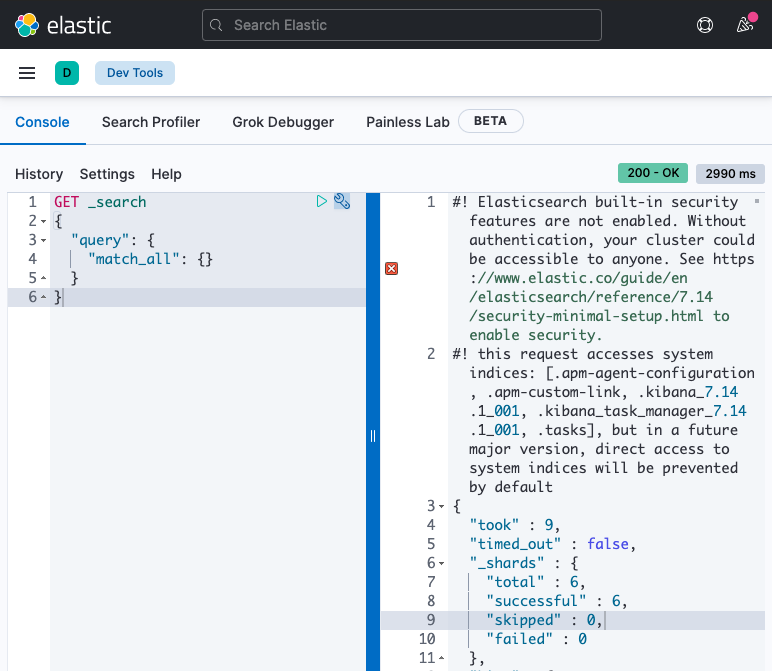 elastic
Search Elastic
D
Dev Tools
Console
Search Profiler
Grok Debugger
Painless Lab
BETA
History
Settings
Help
200 - OK
2990 ms
1 GET _search
2 {
3 "query": {
4 "match_all": {}
5 }
6 }
1 #! Elasticsearch built-in security
features are not enabled. Without
authentication, your cluster could
be accessible to anyone. See https
://www.elastic.co/guide/en
/elasticsearch/reference/7.14
/security-minimal-setup.html to
enable security.
2 #! this request accesses system
indices: [.apm-agent-configuration
, .apm-custom-link, .kibana_7.14
.1_001, .kibana_task_manager_7.14
.1_001, .tasks], but in a future
major version, direct access to
system indices will be prevented
by default
3 {
4 "took" : 9,
5 "timed_out" : false,
6 "_shards" : {
7 "total" : 6,
8 "successful" : 6,
9 "skipped" : 0,
10 "failed" : 0
11 },